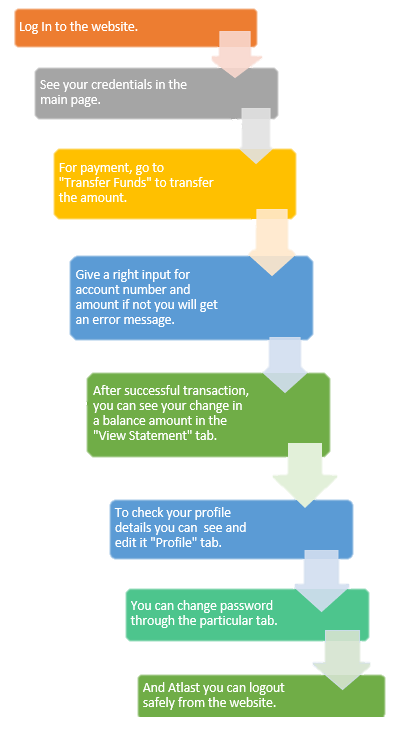 Log In to the website.
See your credentials in the
main page.
For payment, go to
"Transfer Funds" to transfer
the amount.
Give a right input for
account number and
amount if not you will get
an error message.
After successful transaction,
you can see your change in
a balance amount in the
"View Statement" tab.
To check your profile
details you can see and
edit it "Profile" tab.
You can change password
through the particular tab.
And Atlast you can logout
safely from the website.